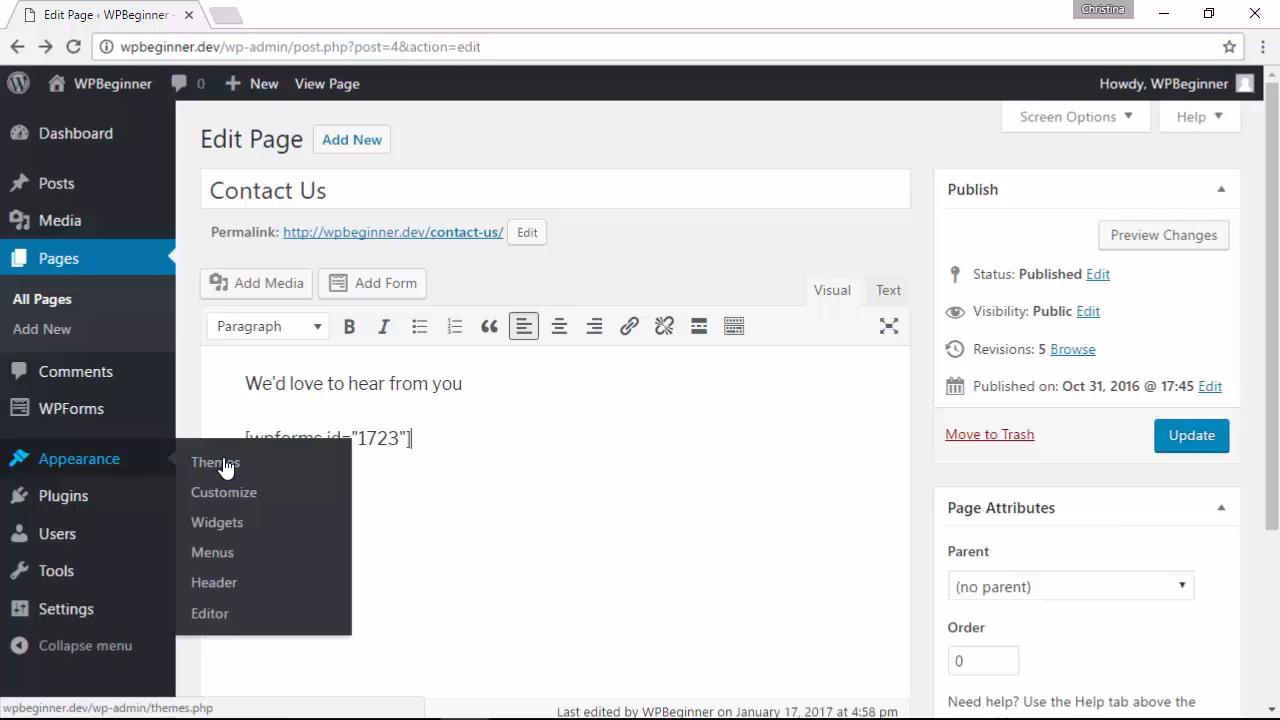 Edit Page ‹ WPBeginner -
Christina
wpbeginner.dev/wp-admin/post.php?post=4&action=edit
WPBeginner 0 New View Page Howdy, WPBeginner
Screen Options Help
Dashboard
Posts
Media
Pages
All Pages
Add New
Comments
WPForms
Appearance
Plugins
Users
Tools
Settings
Collapse menu
Themes
Customize
Widgets
Menus
Header
Editor
Edit Page Add New
Contact Us
Permalink: http://wpbeginner.dev/contact-us/ Edit
Add Media Add Form
Visual Text
Paragraph
We'd love to hear from you
[wpforms id="1723"]
Last edited by WPBeginner on January 17, 2017 at 4:58 pm
Publish
Preview Changes
Status: Published Edit
Visibility: Public Edit
Revisions: 5 Browse
Published on: Oct 31, 2016 @ 17:45 Edit
Move to Trash Update
Page Attributes
Parent
(no parent)
Order
0
Need help? Use the Help tab above the
wpbeginner.dev/wp-admin/themes.php